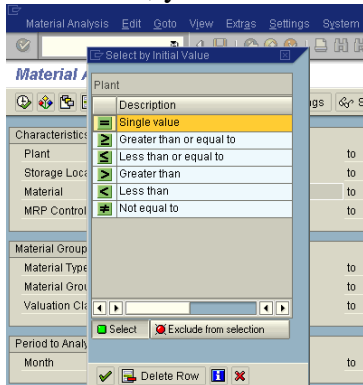 Material Analysis Edit Goto View Extras Settings System
Select by Initial Value
Material
Plant
Description
Single value
Greater than or equal to
Less than or equal to
Greater than
Less than
Not equal to
Characteristics
Plant to
Storage Loca to
Material to
MRP Control to
Material Group
Material Type to
Material Grou to
Valuation Cla to
Select Exclude from selection
Period to Analy
Month to
Delete Row